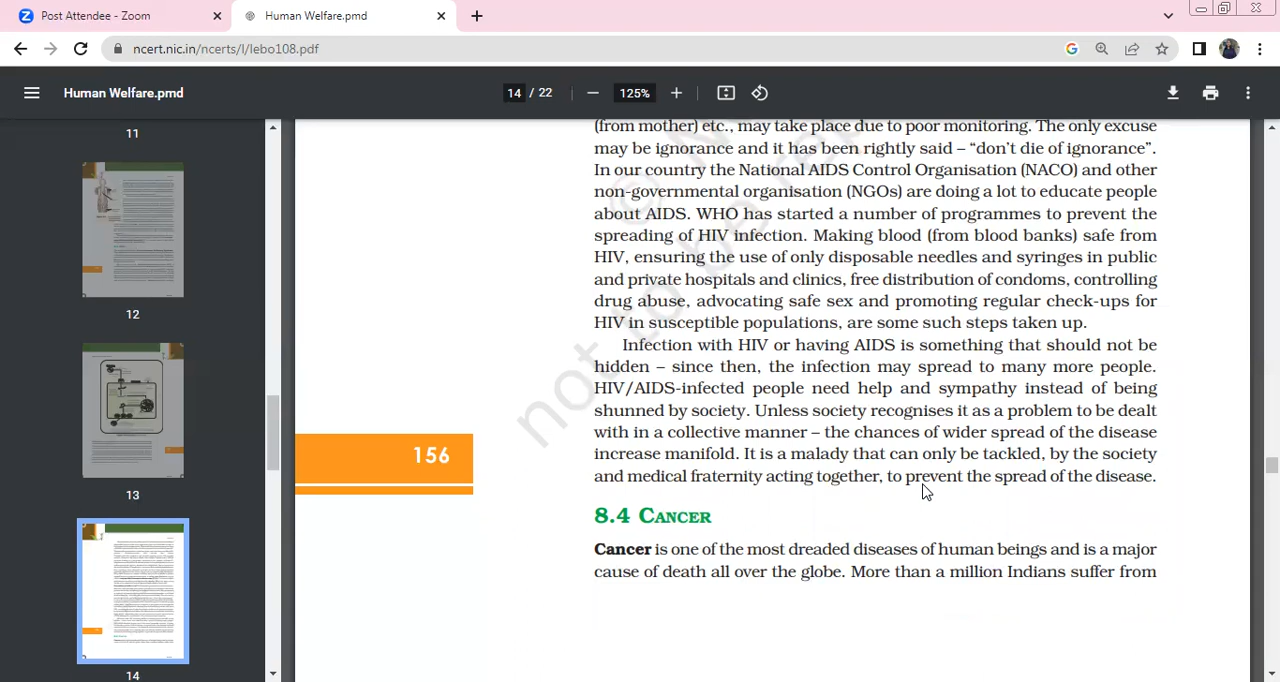 Post Attendee - Zoom
Human Welfare.pmd
ncert.nic.in/ncerts/l/lebo108.pdf
Human Welfare.pmd
14 / 22
125%
11
12
13
14
(from mother) etc., may take place due to poor monitoring. The only excuse
may be ignorance and it has been rightly said – “don’t die of ignorance”.
In our country the National AIDS Control Organisation (NACO) and other
non-governmental organisation (NGOs) are doing a lot to educate people
about AIDS. WHO has started a number of programmes to prevent the
spreading of HIV infection. Making blood (from blood banks) safe from
HIV, ensuring the use of only disposable needles and syringes in public
and private hospitals and clinics, free distribution of condoms, controlling
drug abuse, advocating safe sex and promoting regular check-ups for
HIV in susceptible populations, are some such steps taken up.
Infection with HIV or having AIDS is something that should not be
hidden – since then, the infection may spread to many more people.
HIV/AIDS-infected people need help and sympathy instead of being
shunned by society. Unless society recognises it as a problem to be dealt
with in a collective manner – the chances of wider spread of the disease
increase manifold. It is a malady that can only be tackled, by the society
and medical fraternity acting together, to prevent the spread of the disease.
156
8.4 CANCER
Cancer is one of the most dreaded diseases of human beings and is a major
cause of death all over the globe. More than a million Indians suffer from
not to be re